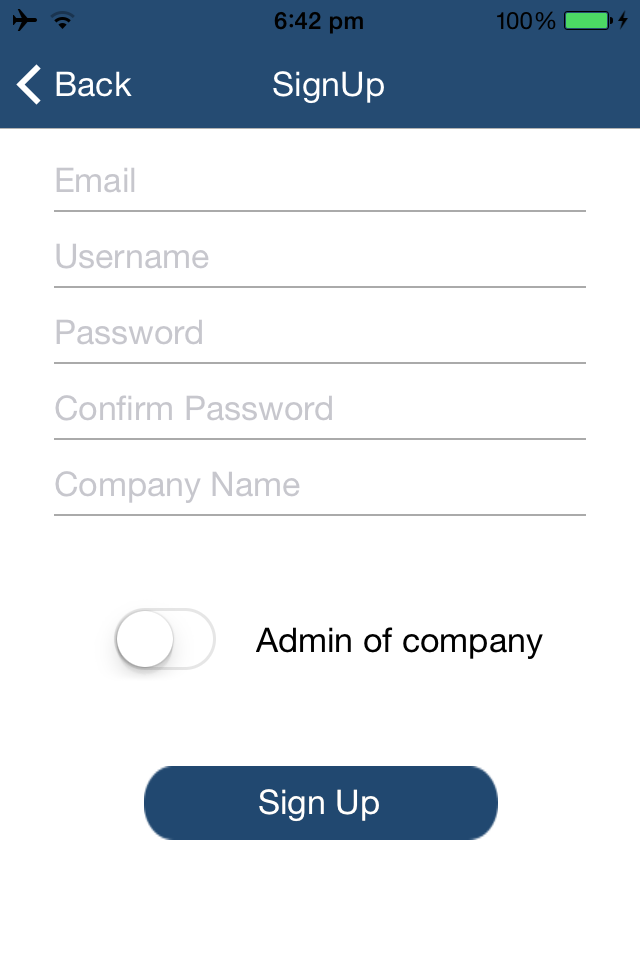 6:42 pm 100%
Back SignUp
Email
Username
Password
Confirm Password
Company Name
Admin of company
Sign Up